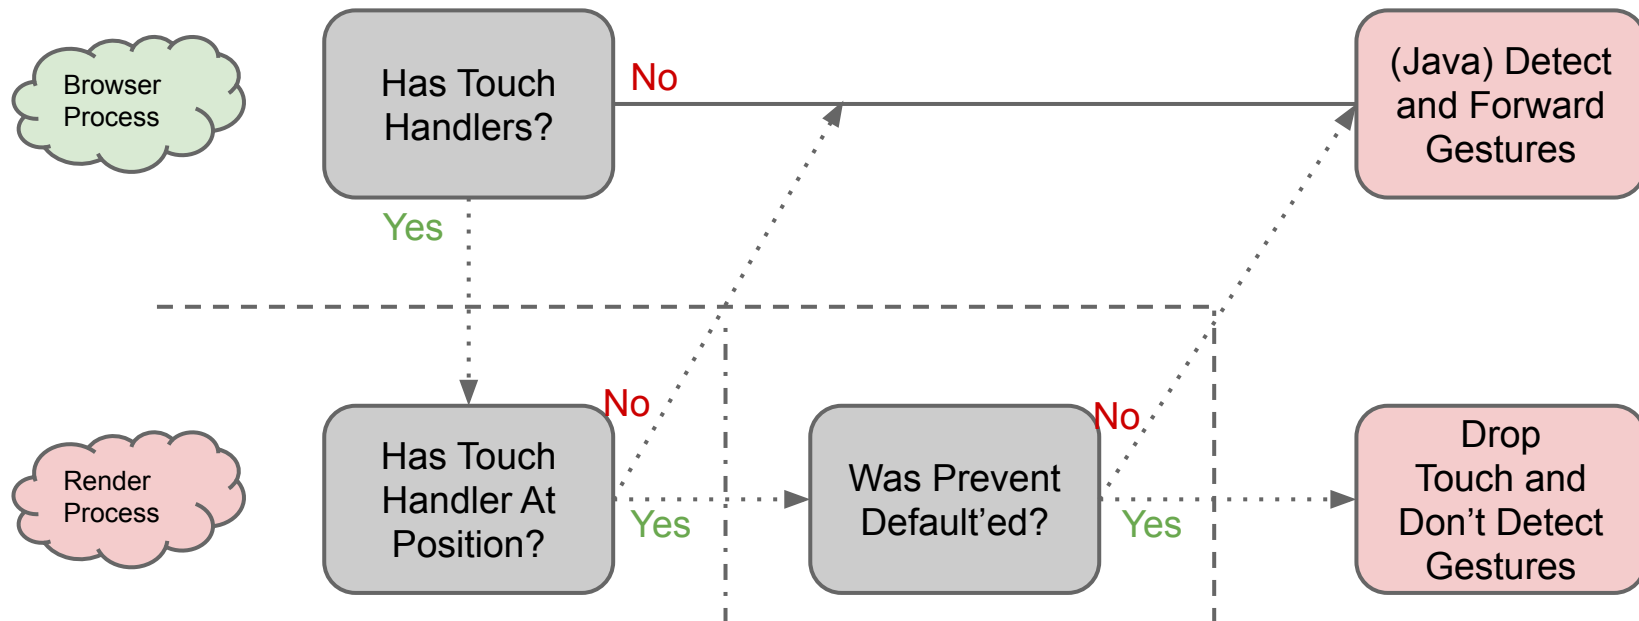 Browser
Process
Has Touch
Handlers?
No
(Java) Detect
and Forward
Gestures
Yes
Render
Process
Has Touch
Handler At
Position?
No
Yes
Was Prevent
Default’ed?
No
Yes
Drop
Touch and
Don’t Detect
Gestures